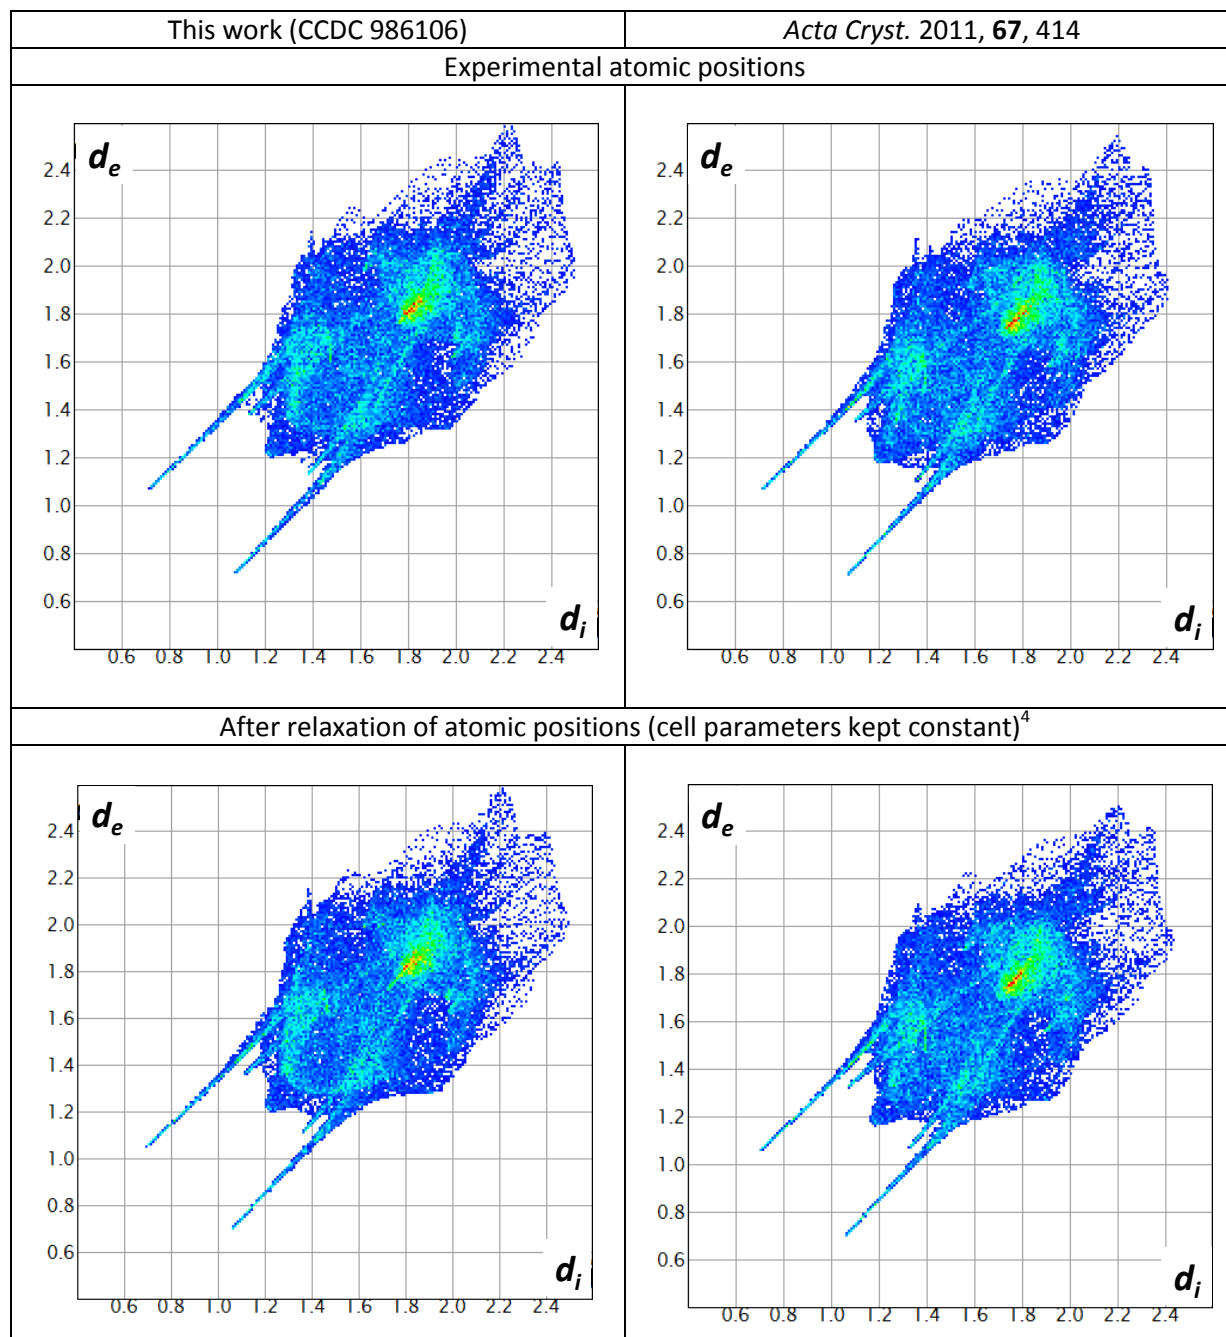 This work (CCDC 986106)
Acta Cryst. 2011, 67, 414
Experimental atomic positions
d_e
2.4
2.2
2.0
1.8
1.6
1.4
1.2
1.0
0.8
0.6
d_i
0.6 0.8 1.0 1.2 1.4 1.6 1.8 2.0 2.2 2.4
d_e
2.4
2.2
2.0
1.8
1.6
1.4
1.2
1.0
0.8
0.6
d_i
0.6 0.8 1.0 1.2 1.4 1.6 1.8 2.0 2.2 2.4
After relaxation of atomic positions (cell parameters kept constant)⁴
d_e
2.4
2.2
2.0
1.8
1.6
1.4
1.2
1.0
0.8
0.6
d_i
0.6 0.8 1.0 1.2 1.4 1.6 1.8 2.0 2.2 2.4
d_e
2.4
2.2
2.0
1.8
1.6
1.4
1.2
1.0
0.8
0.6
d_i
0.6 0.8 1.0 1.2 1.4 1.6 1.8 2.0 2.2 2.4